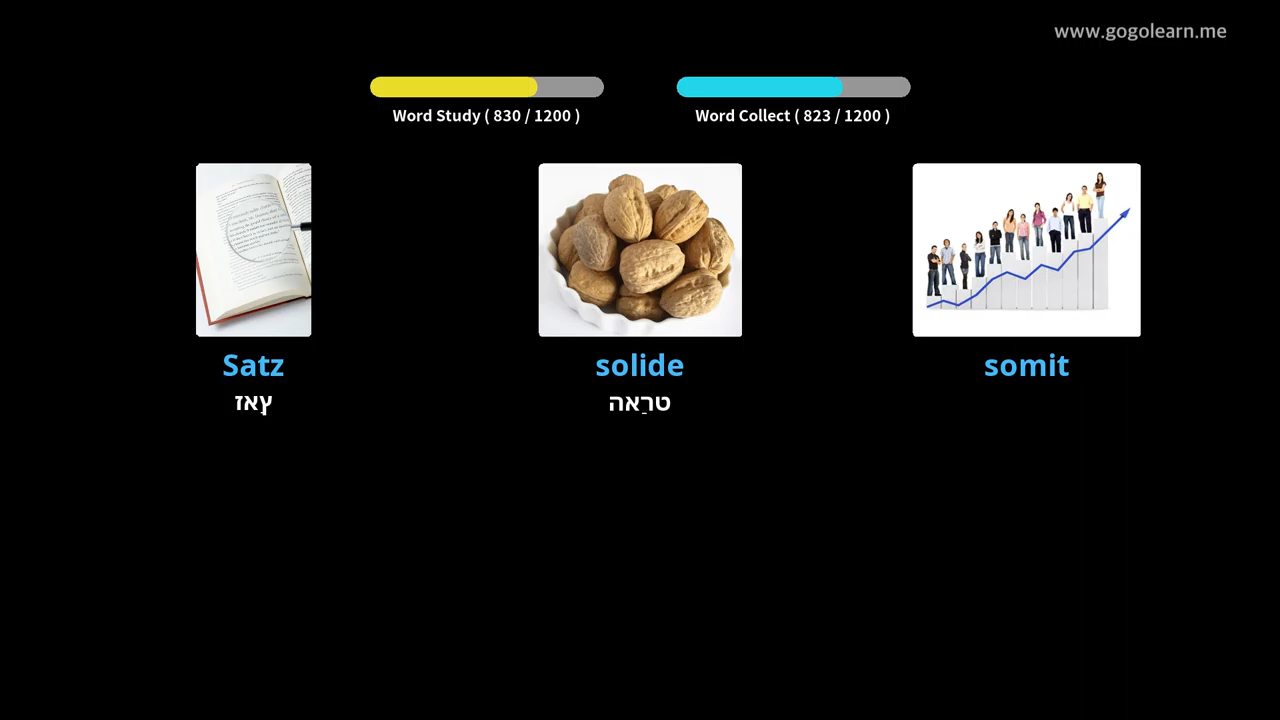 www.gogolearn.me
Word Study ( 830 / 1200 )
Word Collect ( 823 / 1200 )
Satz
solide
somit
ץַאז
טרַאה